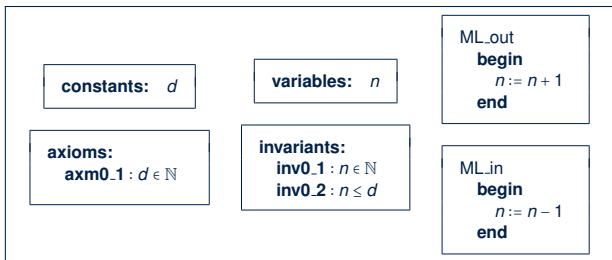 constants: d
axioms:
axm0_1 : d ∈ ℕ
variables: n
invariants:
inv0_1 : n ∈ ℕ
inv0_2 : n ≤ d
ML_out
begin
n := n + 1
end
ML_in
begin
n := n − 1
end